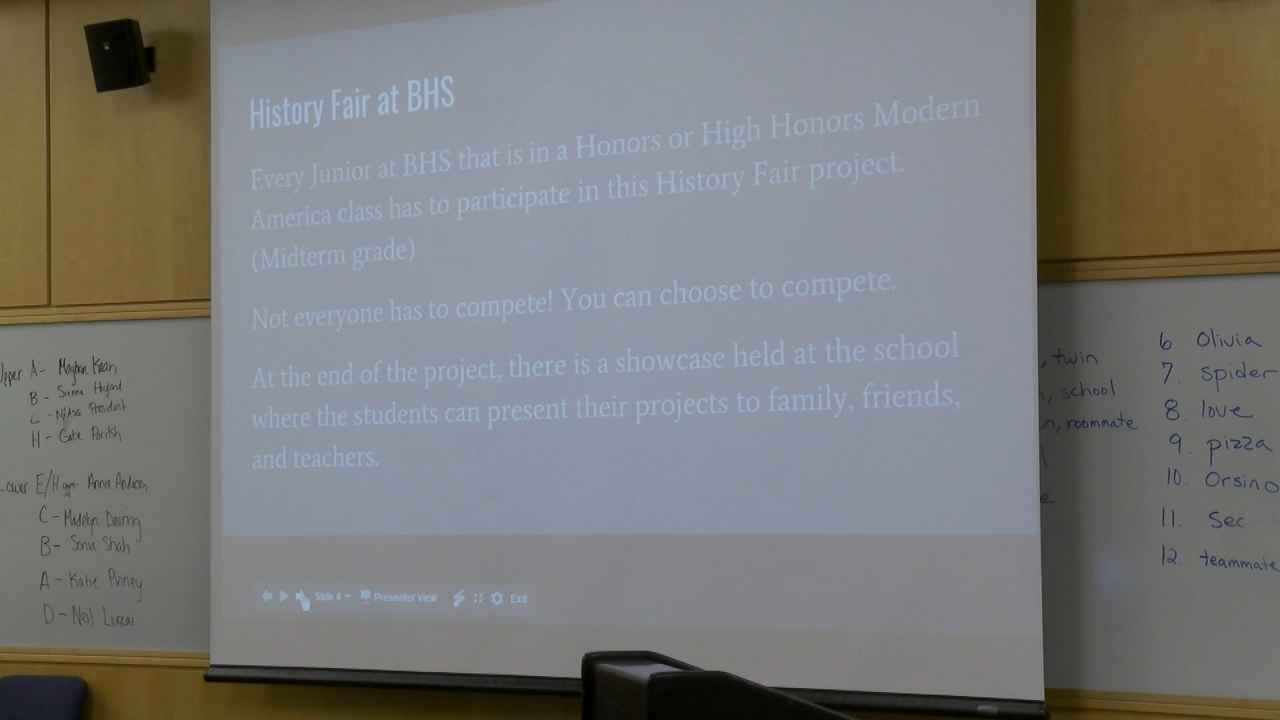 History Fair at BHS
Every Junior at BHS that is in a Honors or High Honors Modern
America class has to participate in this History Fair project.
(Midterm grade)
Not everyone has to compete! You can choose to compete.
At the end of the project, there is a showcase held at the school
where the students can present their projects to family, friends,
and teachers.
Slide 4 Presenter view Exit
A-
B-
C- President
H- Gabe Parikh
E/H Annie
C- Madelyn Dearing
B- Sonia Shah
A- Katie Pinney
D- Neil
, twin
, school
, roommate
6. Olivia
7. spider
8. love
9. pizza
10. Orsino
11. Sec
12. teammate